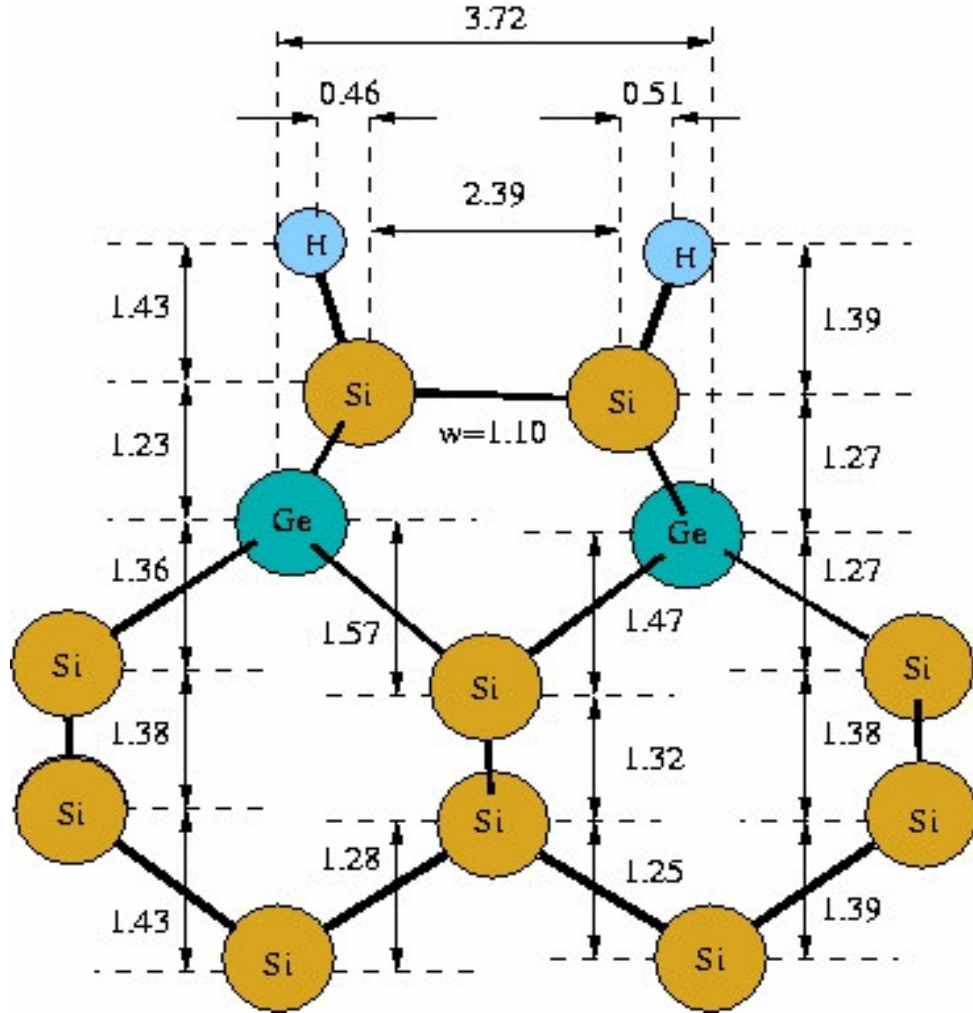 3.72
0.46 0.51
2.39
H H
1.43 1.39
Si Si
w=1.10
1.23 1.27
Ge Ge
1.36 1.27
1.57 1.47
Si Si Si
1.38 1.32 1.38
Si Si Si
1.28 1.25
1.43 1.39
Si Si